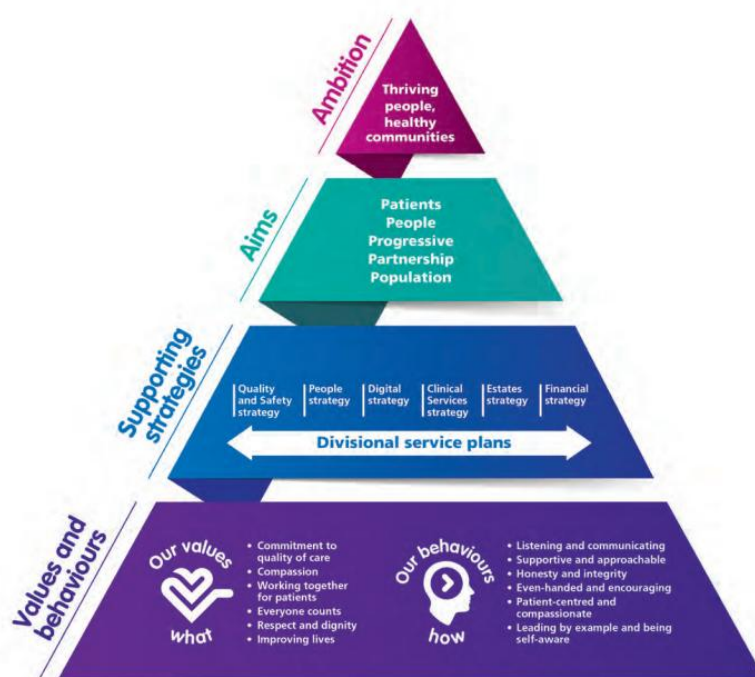 Ambition
Thriving
people,
healthy
communities
Aims
Patients
People
Progressive
Partnership
Population
Supporting
strategies
Quality
and Safety
strategy
People
strategy
Digital
strategy
Clinical
Services
strategy
Estates
strategy
Financial
strategy
Divisional service plans
Values and
behaviours
Our values
what
• Commitment to
quality of care
• Compassion
• Working together
for patients
• Everyone counts
• Respect and dignity
• Improving lives
Our behaviours
how
• Listening and communicating
• Supportive and approachable
• Honesty and integrity
• Even-handed and encouraging
• Patient-centred and
compassionate
• Leading by example and being
self-aware